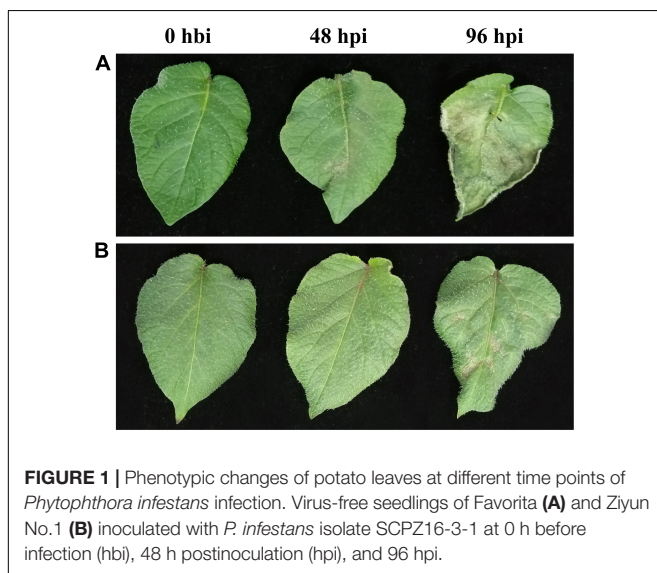 0 hbi 48 hpi 96 hpi
A
B
FIGURE 1 | Phenotypic changes of potato leaves at different time points of
Phytophthora infestans infection. Virus-free seedlings of Favorita (A) and Ziyun
No.1 (B) inoculated with P. infestans isolate SCPZ16-3-1 at 0 h before
infection (hbi), 48 h postinoculation (hpi), and 96 hpi.